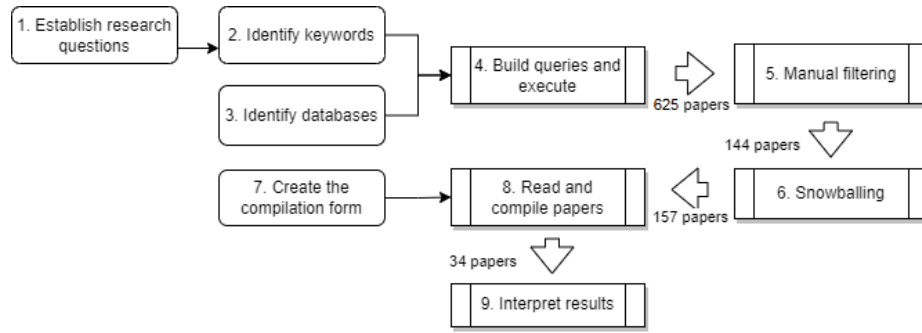 1. Establish research
questions
2. Identify keywords
3. Identify databases
4. Build queries and
execute
625 papers
5. Manual filtering
144 papers
6. Snowballing
157 papers
7. Create the
compilation form
8. Read and
compile papers
34 papers
9. Interpret results